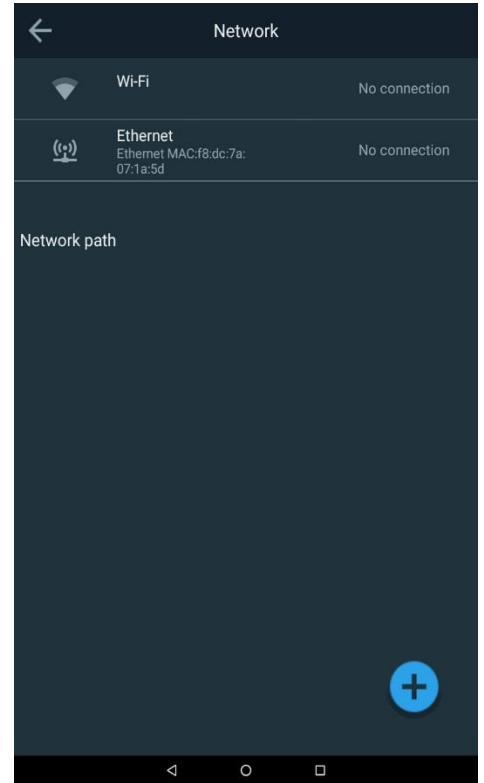 Network
Wi-Fi
No connection
Ethernet
Ethernet MAC:f8:dc:7a:
07:1a:5d
No connection
Network path